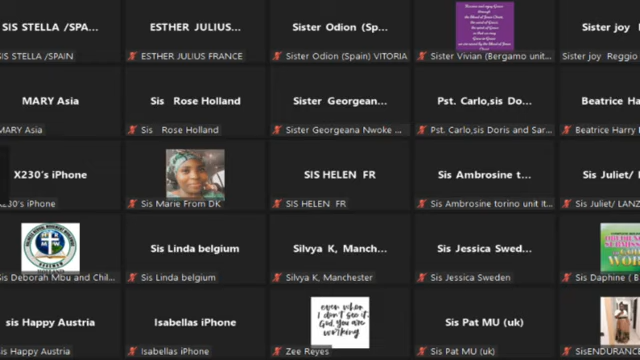 SIS STELLA /SPA...
ESTHER JULIUS...
Sister Odion (Sp...
Sister joy R
SIS STELLA /SPAIN
ESTHER JULIUS FRANCE
Sister Odion (Spain) VITORIA
Sister Vivian (Bergamo unit...
Sister joy Reggio
MARY Asia
Sis Rose Holland
Sister Georgean...
Pst. Carlo,sis Do...
Beatrice Har
MARY Asia
Sis Rose Holland
Sister Georgeana Nwoke ...
Pst. Carlo,sis Doris and Sar...
Beatrice Harry
X230's iPhone
SIS HELEN FR
Sis Ambrosine t...
Sis Juliet/ L
X230's iPhone
Sis Marie From DK
SIS HELEN FR
Sis Ambrosine torino unit It...
Sis Juliet/ LANZ
Sis Linda belgium
Silvya K, Manch...
Sis Jessica Swed...
WORD
Sis Deborah Mbu and Chil...
Sis Linda belgium
Silvya K, Manchester
Sis Jessica Sweden
Sis Daphine ( B
sis Happy Austria
Isabellas iPhone
even when
I don't see it,
God, you are
working
Sis Pat MU (uk)
sis Happy Austria
Isabellas iPhone
Zee Reyes
Sis Pat MU (uk)
SisENDURANCE